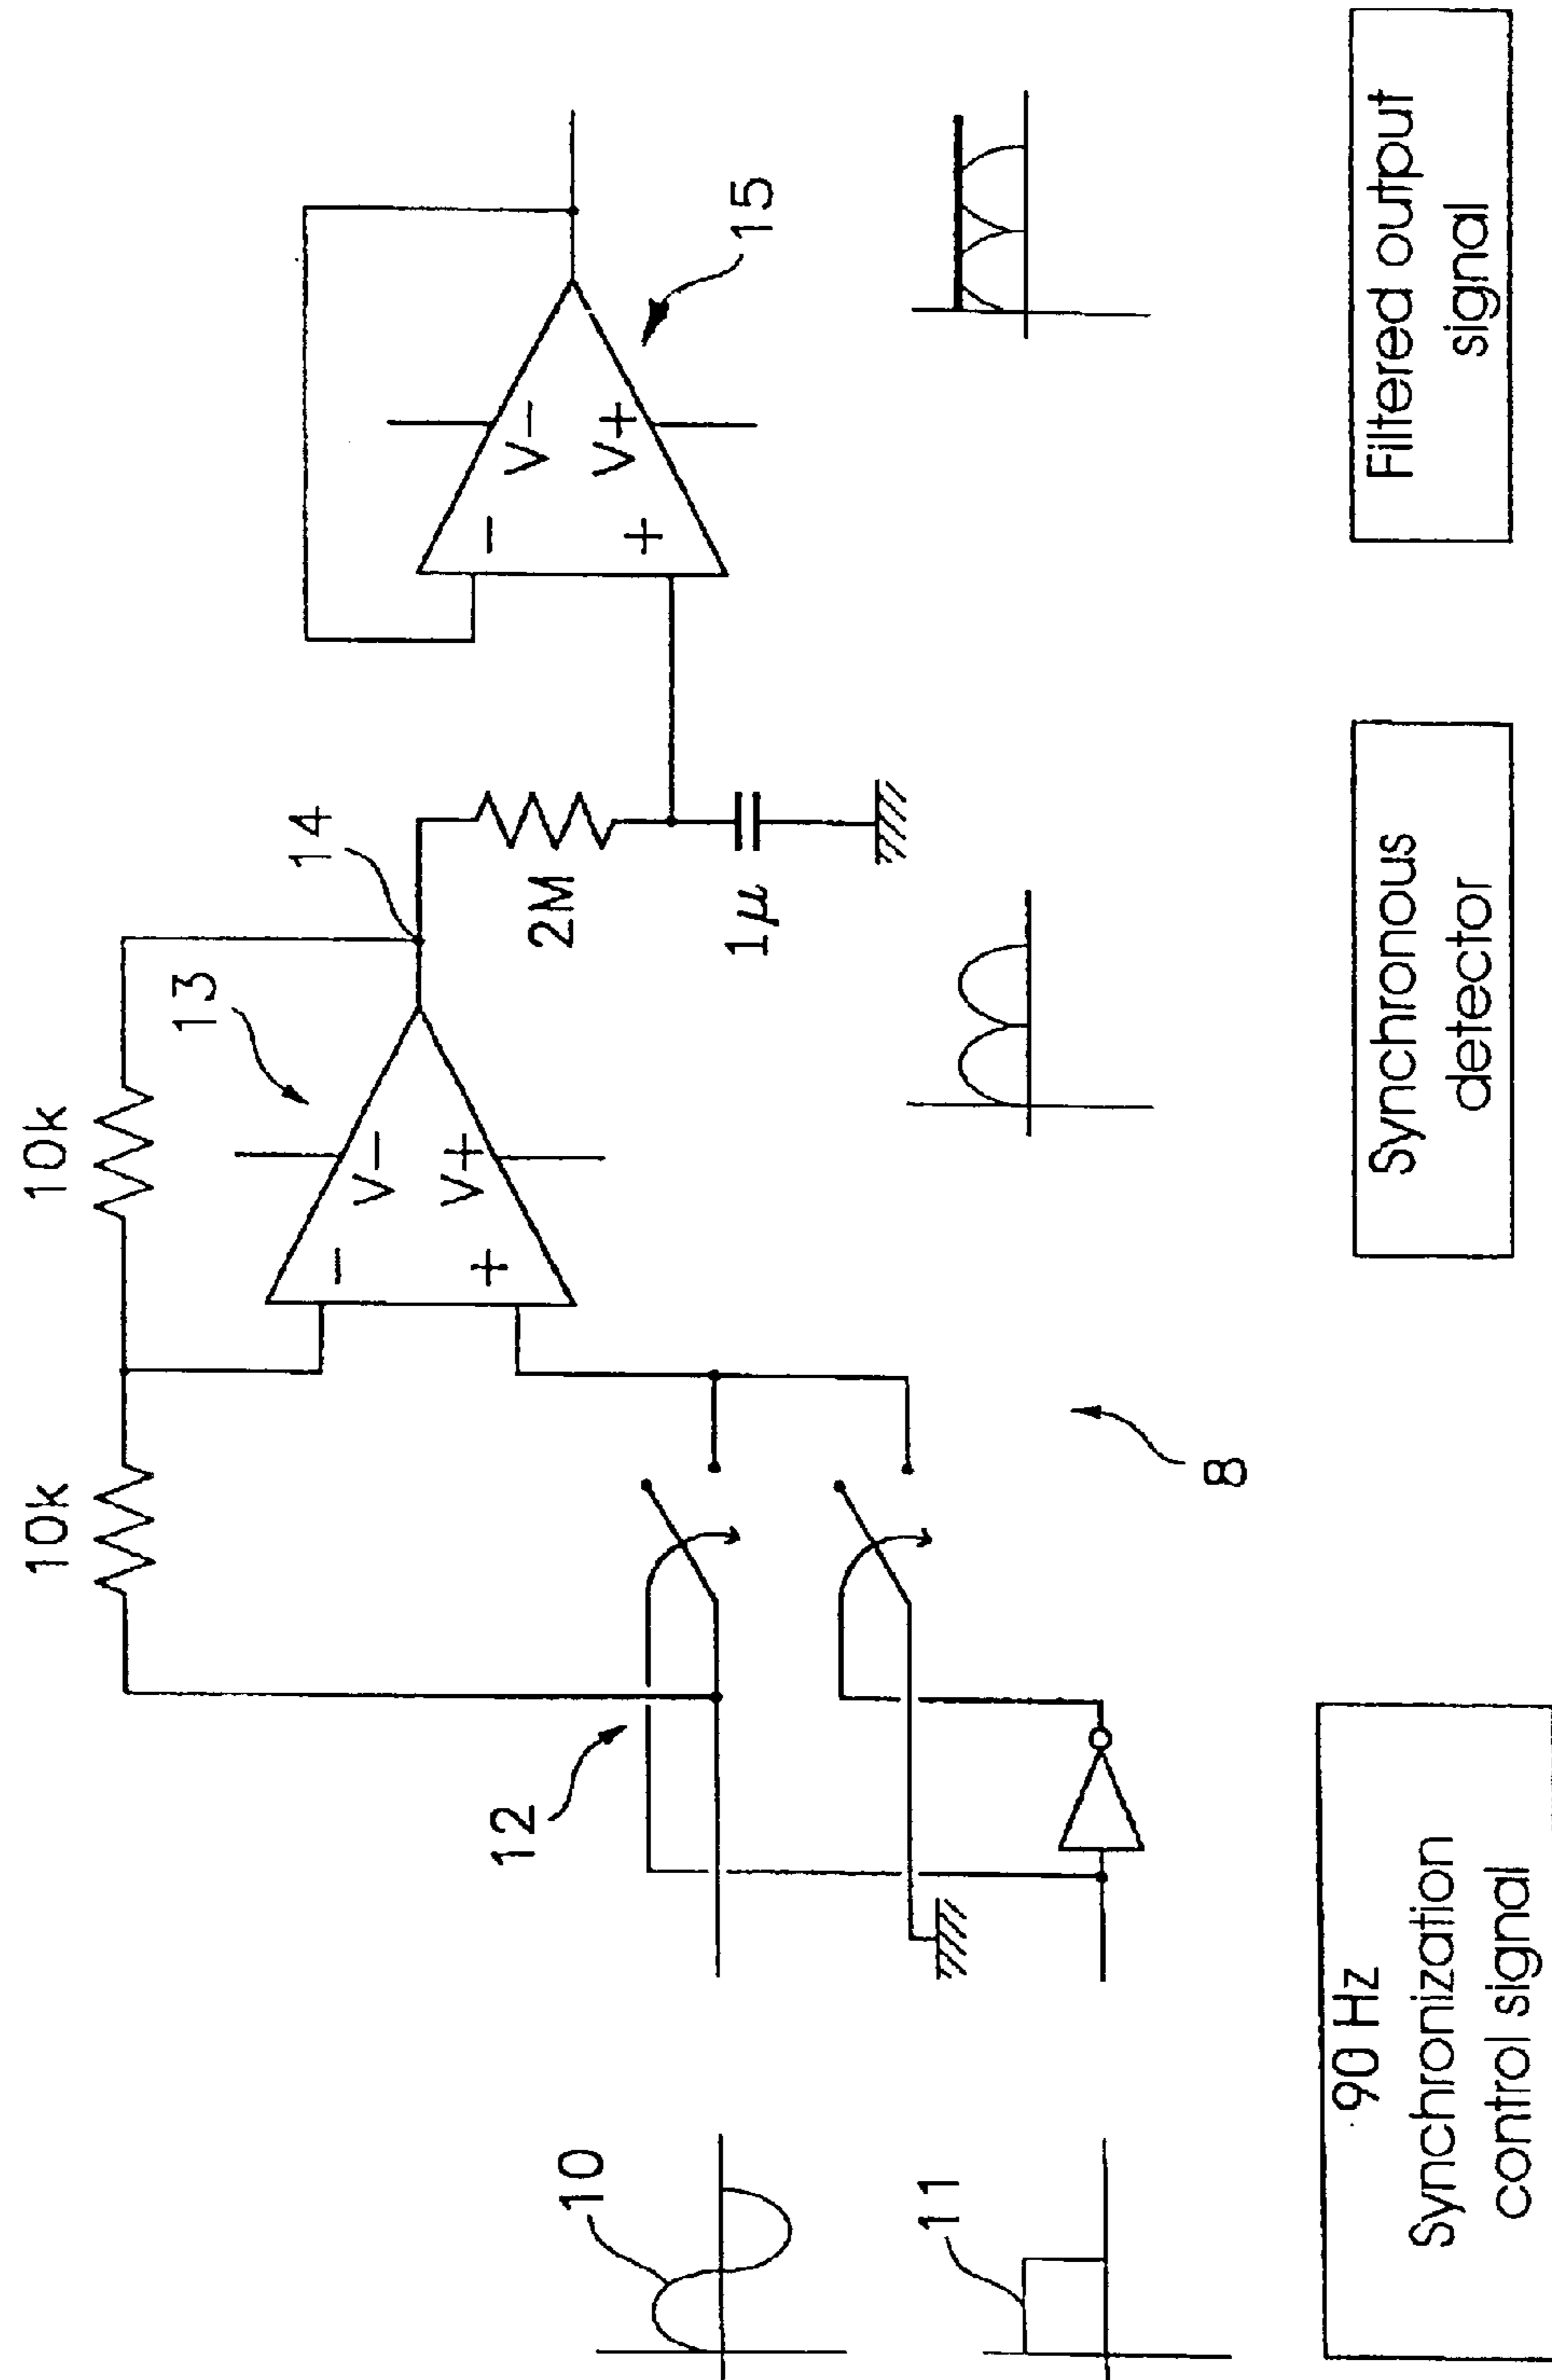 10k
10k
13
14
-
V-
+
V+
2M
1μ
-
V-
+
V+
15
12
8
10
11
90 Hz
Synchronization
control signal
Synchronous
detector
Filtered output
signal